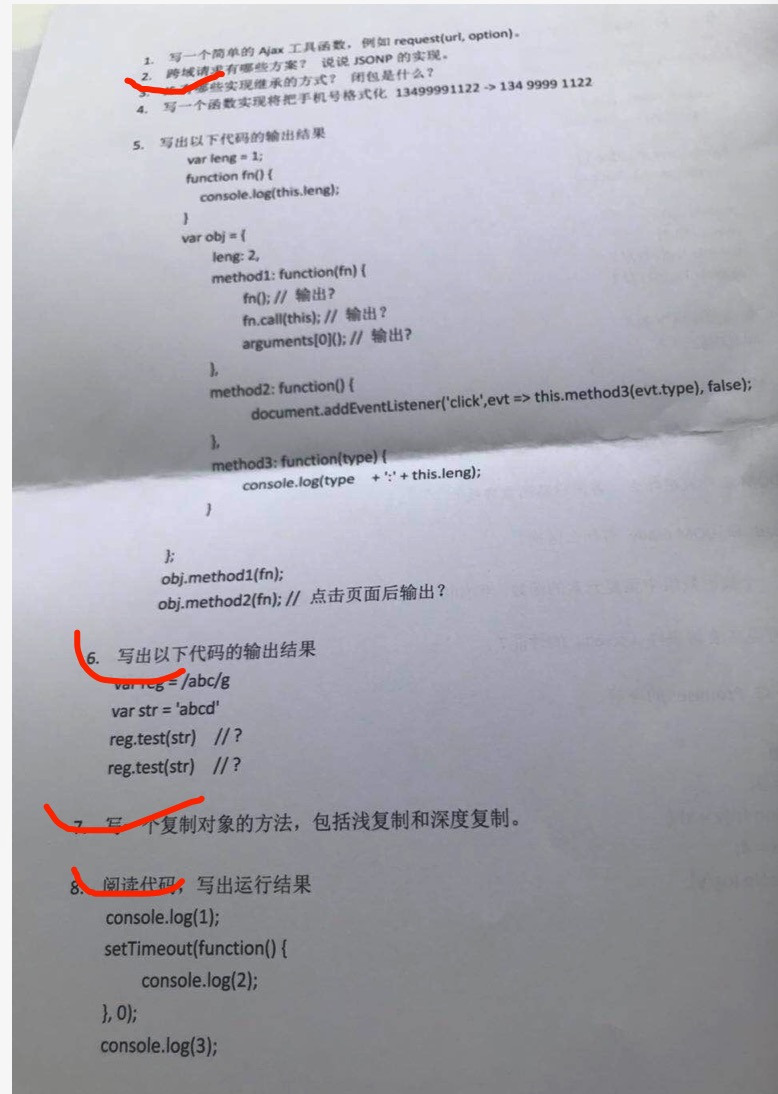 1. 写一个简单的 Ajax 工具函数，例如 request(url, option)。
2. 跨域请求有哪些方案？ 说说 JSONP 的实现。
3. 有哪些实现继承的方式？ 闭包是什么？
4. 写一个函数实现将把手机号格式化 13499991122 -> 134 9999 1122
5. 写出以下代码的输出结果
var leng = 1;
function fn() {
console.log(this.leng);
}
var obj = {
leng: 2,
method1: function(fn) {
fn(); // 输出?
fn.call(this); // 输出？
arguments[0](); // 输出?
},
method2: function() {
document.addEventListener('click',evt => this.method3(evt.type), false);
},
method3: function(type) {
console.log(type + ':' + this.leng);
}
};
obj.method1(fn);
obj.method2(fn); // 点击页面后输出？
6. 写出以下代码的输出结果
var reg = /abc/g
var str = 'abcd'
reg.test(str) // ?
reg.test(str) // ?
7. 写一个复制对象的方法，包括浅复制和深度复制。
8. 阅读代码，写出运行结果
console.log(1);
setTimeout(function() {
console.log(2);
}, 0);
console.log(3);